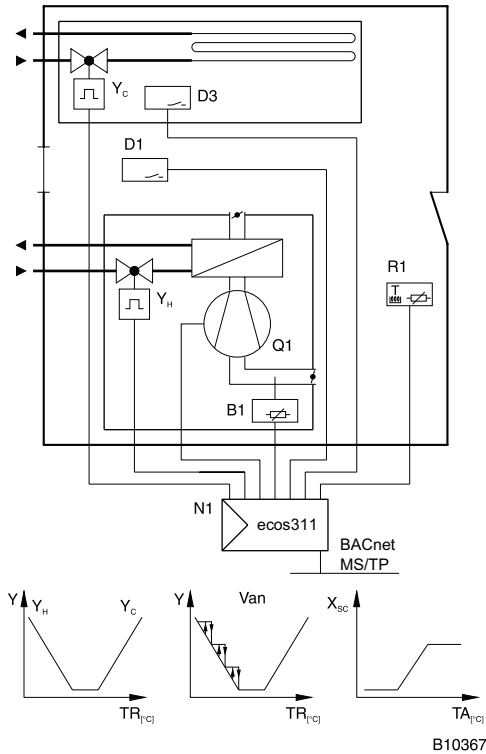 Y_C
D3
D1
R1
T
Y_H
Q1
B1
N1
ecos311
BACnet
MS/TP
Y Y_H Y_C
TR[°C]
Y Van
TR[°C]
X_SC
TA[°C]
B10367